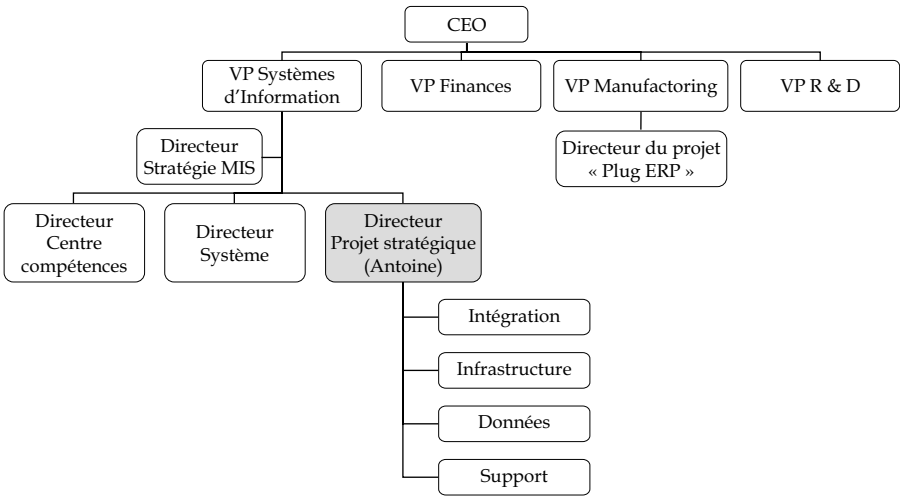 CEO
VP Systèmes
d’Information
VP Finances
VP Manufactoring
VP R & D
Directeur
Stratégie MIS
Directeur du projet
« Plug ERP »
Directeur
Centre
compétences
Directeur
Système
Directeur
Projet stratégique
(Antoine)
Intégration
Infrastructure
Données
Support